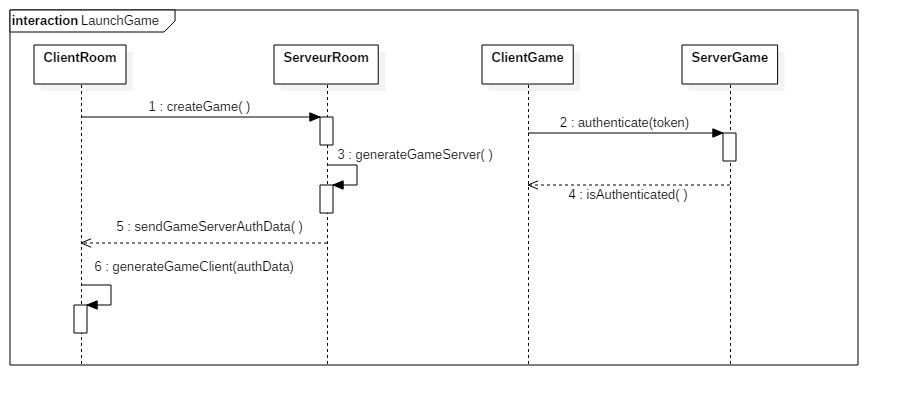 interaction LaunchGame
ClientRoom
ServeurRoom
ClientGame
ServerGame
1 : createGame( )
2 : authenticate(token)
3 : generateGameServer( )
4 : isAuthenticated( )
5 : sendGameServerAuthData( )
6 : generateGameClient(authData)